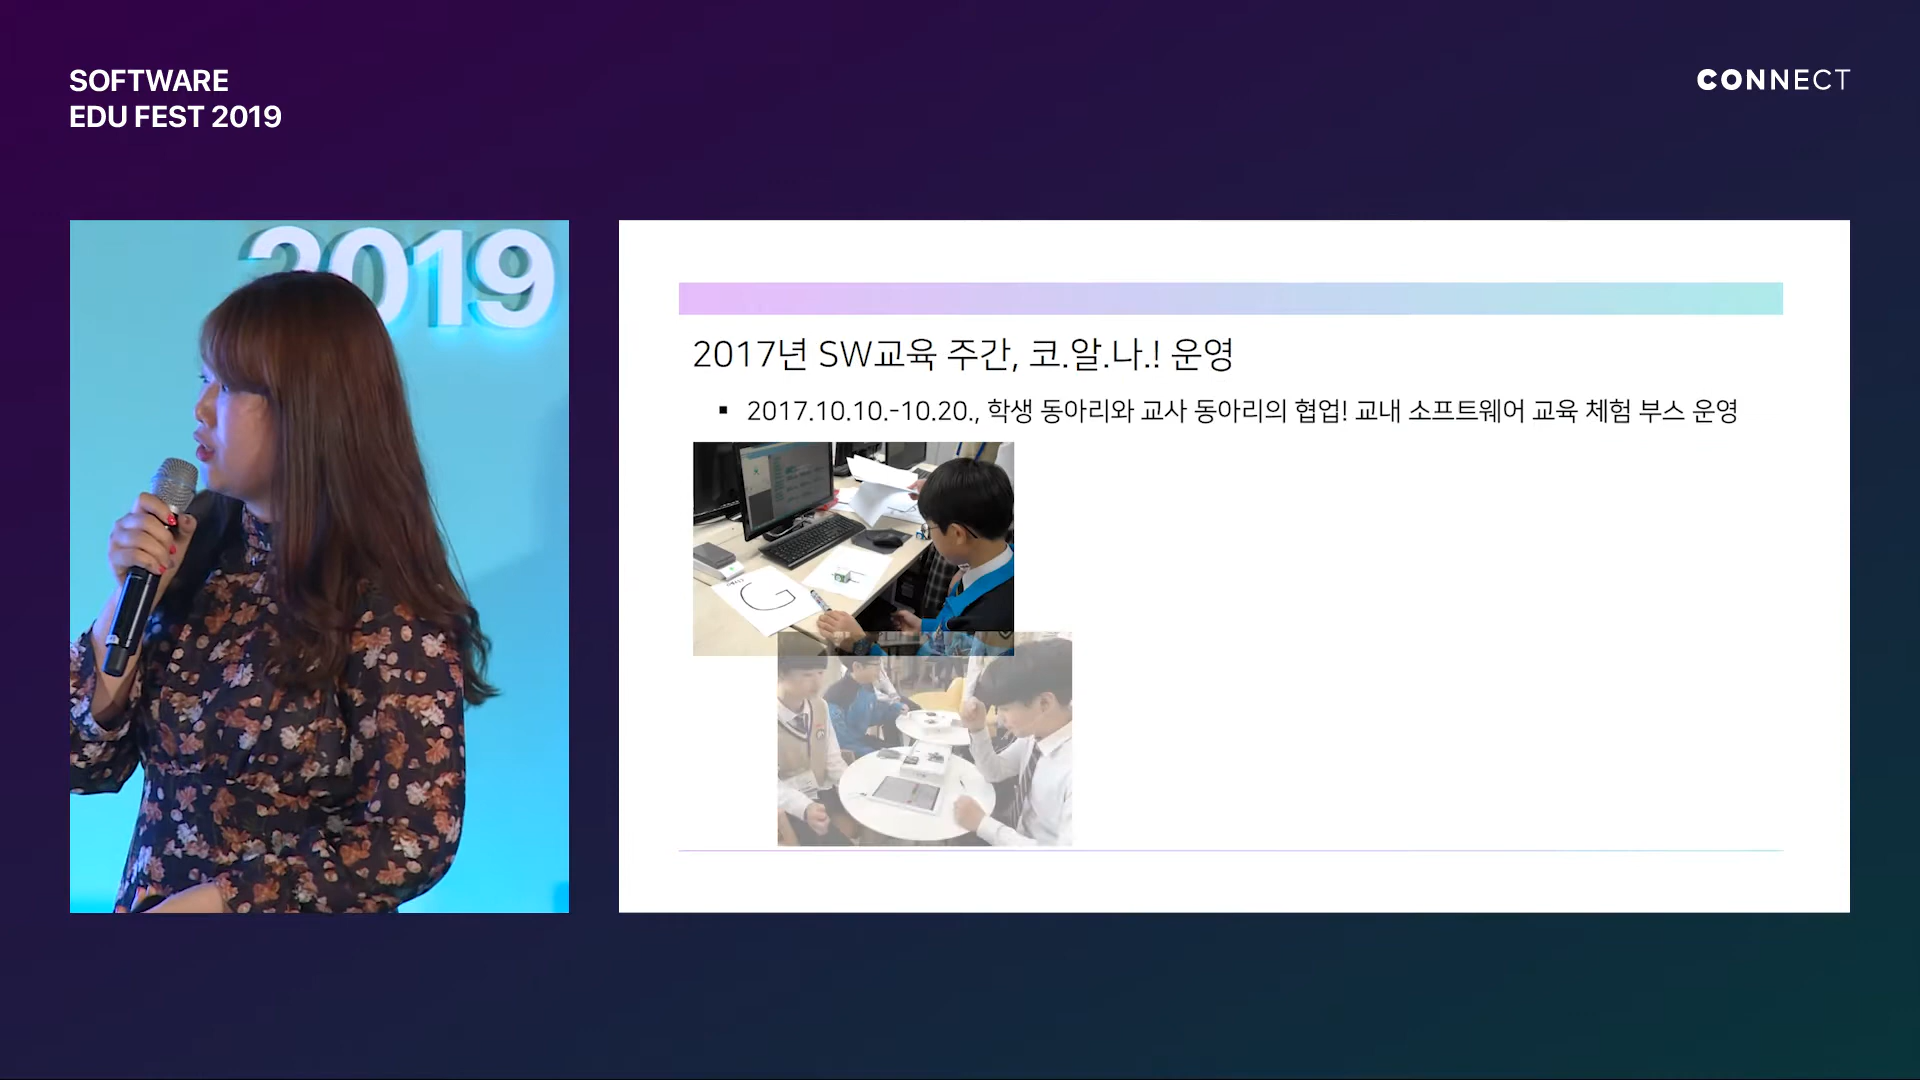 SOFTWARE
EDU FEST 2019
CONNECT
2019
2017년 SW교육 주간, 코.알.나.! 운영
▪ 2017.10.10.-10.20., 학생 동아리와 교사 동아리의 협업! 교내 소프트웨어 교육 체험 부스 운영
G